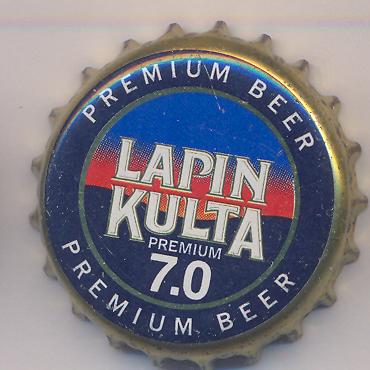 PREMIUM BEER
LAPIN
KULTA
PREMIUM
7.0
PREMIUM BEER